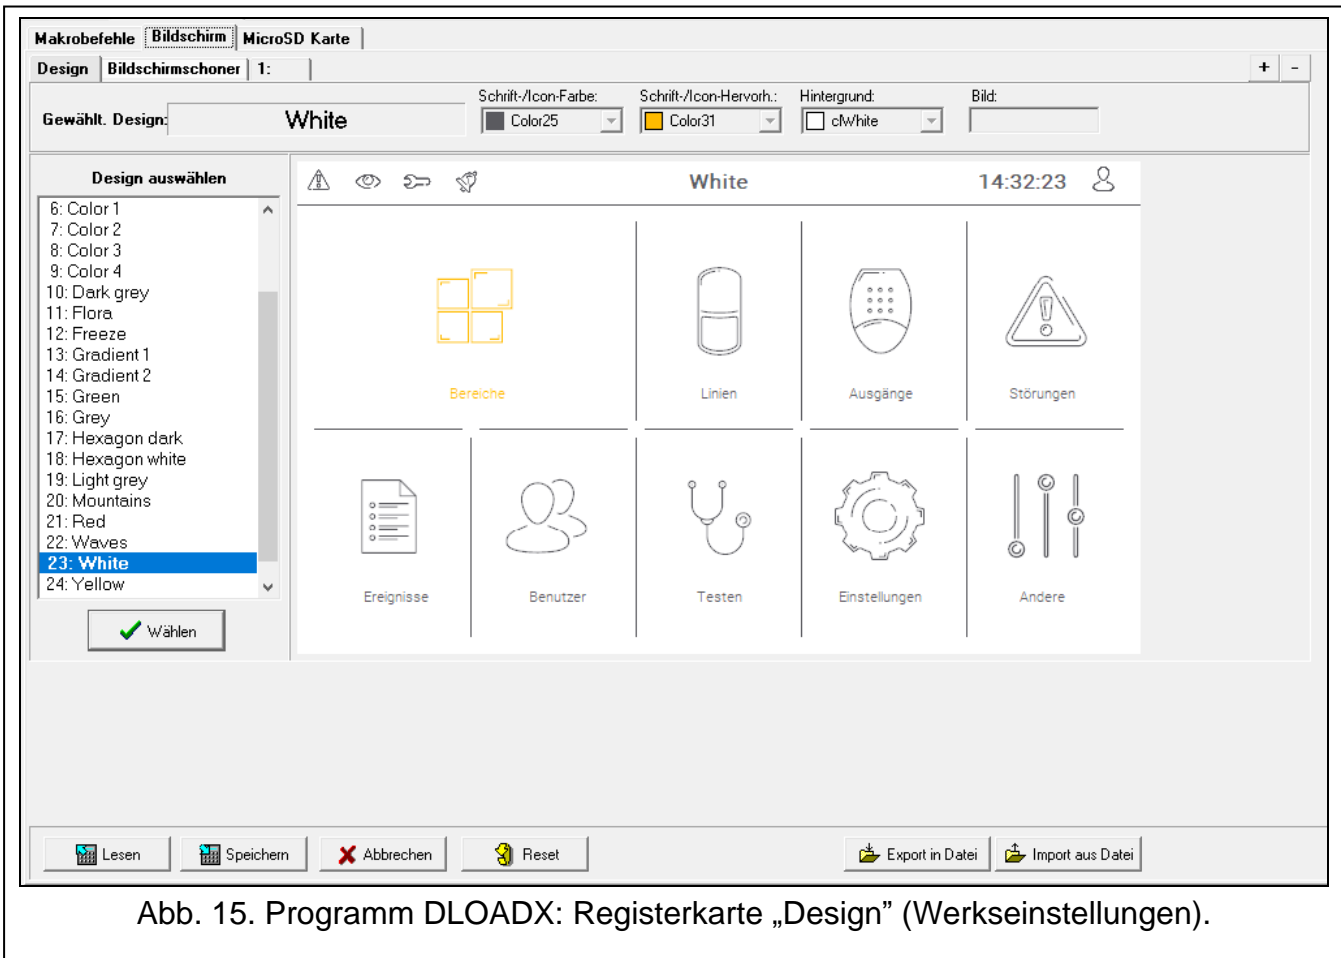 Makrobefehle Bildschirm MicroSD Karte
Design Bildschirmschoner 1: + -
Schrift-/Icon-Farbe: Schrift-/Icon-Hervorh.: Hintergrund: Bild:
Gewählt. Design: White Color25 Color31 clWhite
Design auswählen
6: Color 1
7: Color 2
8: Color 3
9: Color 4
10: Dark grey
11: Flora
12: Freeze
13: Gradient 1
14: Gradient 2
15: Green
16: Grey
17: Hexagon dark
18: Hexagon white
19: Light grey
20: Mountains
21: Red
22: Waves
23: White
24: Yellow
Wählen
White 14:32:23
Bereiche Linien Ausgänge Störungen
Ereignisse Benutzer Testen Einstellungen Andere
Lesen Speichern Abbrechen Reset Export in Datei Import aus Datei
Abb. 15. Programm DLOADX: Registerkarte „Design” (Werkseinstellungen).